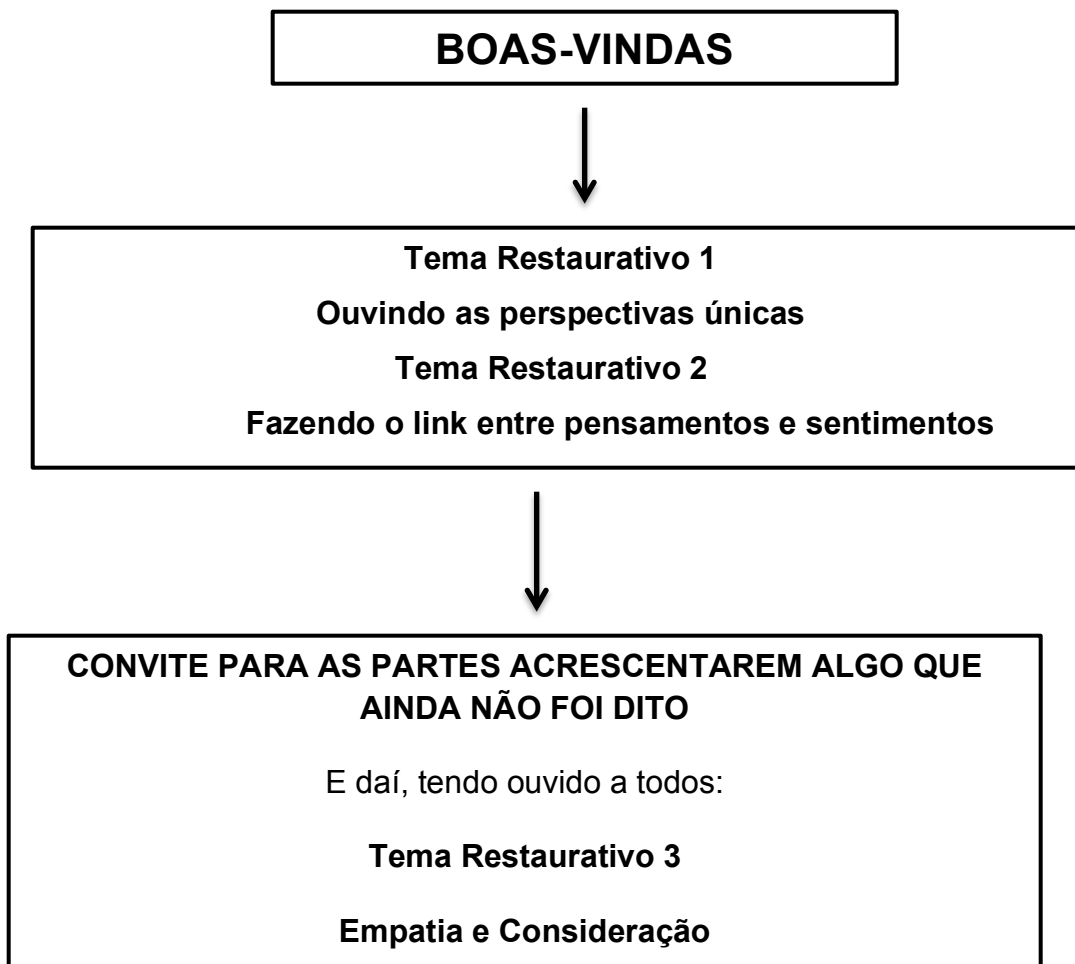 BOAS-VINDAS
Tema Restaurativo 1
Ouvindo as perspectivas únicas
Tema Restaurativo 2
Fazendo o link entre pensamentos e sentimentos
CONVITE PARA AS PARTES ACRESCENTAREM ALGO QUE
AINDA NÃO FOI DITO
E daí, tendo ouvido a todos:
Tema Restaurativo 3
Empatia e Consideração